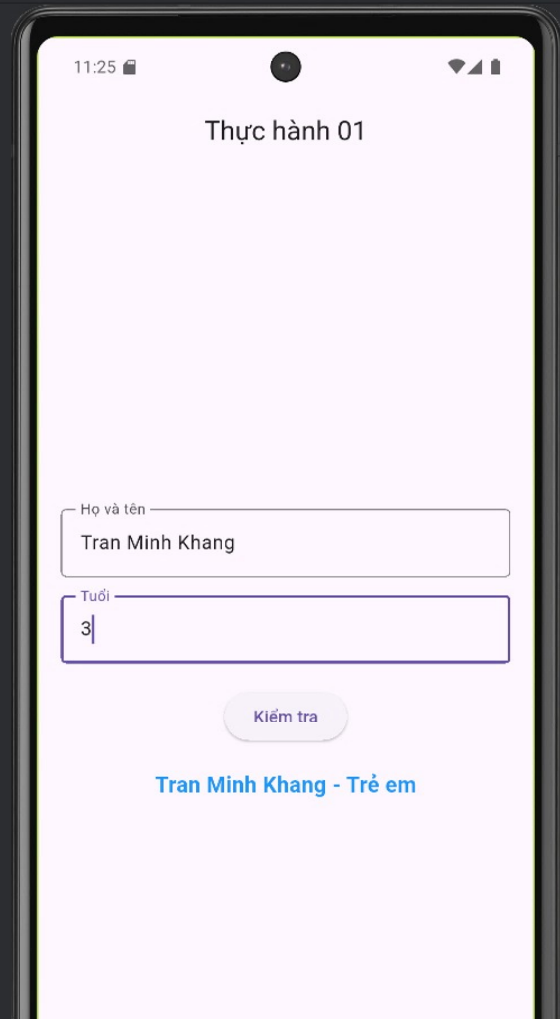 11:25
Thực hành 01
Họ và tên
Tran Minh Khang
Tuổi
3
Kiểm tra
Tran Minh Khang - Trẻ em